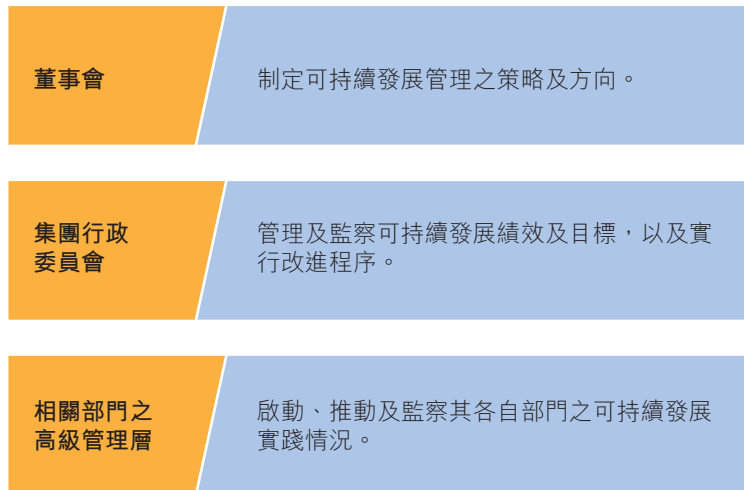 董事會
制定可持續發展管理之策略及方向。
集團行政
委員會
管理及監察可持續發展績效及目標，以及實
行改進程序。
相關部門之
高級管理層
啟動、推動及監察其各自部門之可持續發展
實踐情況。